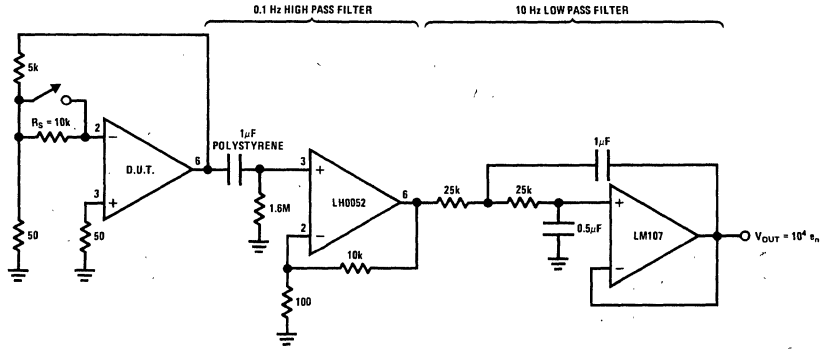 0.1 Hz HIGH PASS FILTER
10 Hz LOW PASS FILTER
5k
RS = 10k
2
−
D.U.T.
6
3
+
50
50
1µF
POLYSTYRENE
1.6M
3
+
LH0052
6
2
−
10k
100
25k
25k
1µF
0.5µF
+
LM107
−
VOUT = 10⁴ en